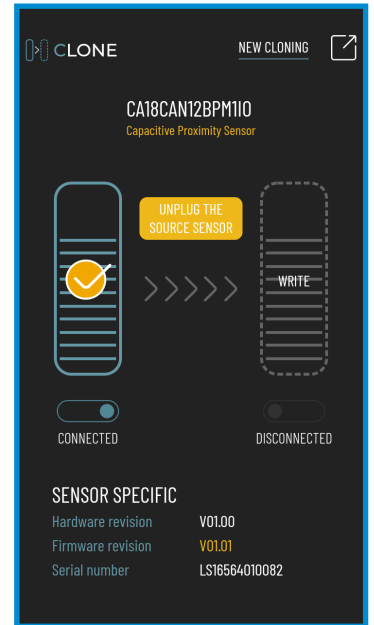 CLONE
NEW CLONING
CA18CAN12BPM1IO
Capacitive Proximity Sensor
UNPLUG THE
SOURCE SENSOR
WRITE
CONNECTED
DISCONNECTED
SENSOR SPECIFIC
Hardware revision V01.00
Firmware revision V01.01
Serial number LS16564010082